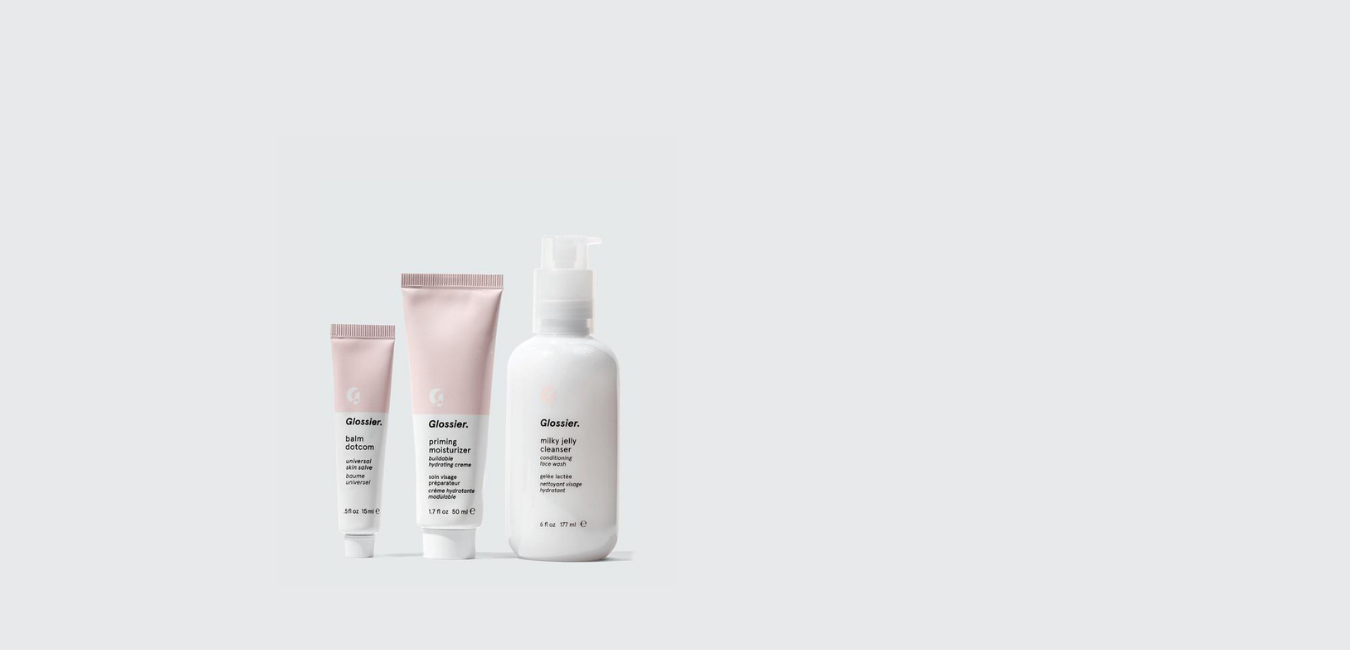 Glossier.
balm
dotcom
universal
skin salve
baume
universel
.5fl oz 15ml ℮
Glossier.
priming
moisturizer
buildable
hydrating creme
soin visage
préparateur
crème hydratante
modulable
1.7 fl oz 50 ml ℮
Glossier.
milky jelly
cleanser
conditioning
face wash
gelée lactée
nettoyant visage
hydratant
6 fl oz 177 ml ℮